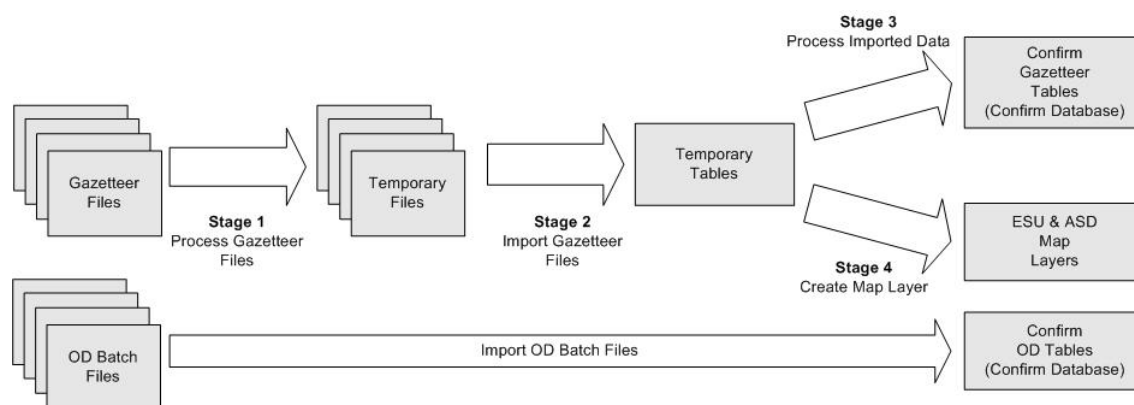 Stage 3
Process Imported Data
Confirm
Gazetteer
Tables
(Confirm Database)
Gazetteer
Files
Stage 1
Process Gazetteer
Files
Temporary
Files
Stage 2
Import Gazetteer
Files
Temporary
Tables
Stage 4
Create Map Layer
ESU & ASD
Map
Layers
OD Batch
Files
Import OD Batch Files
Confirm
OD Tables
(Confirm Database)